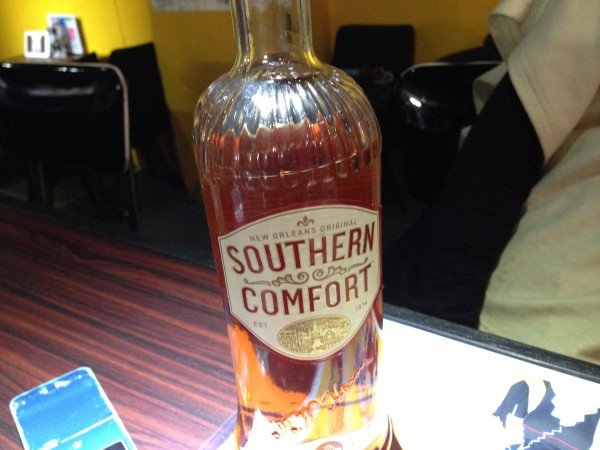 NEW ORLEANS ORIGINAL
SOUTHERN
COMFORT
EST 1874